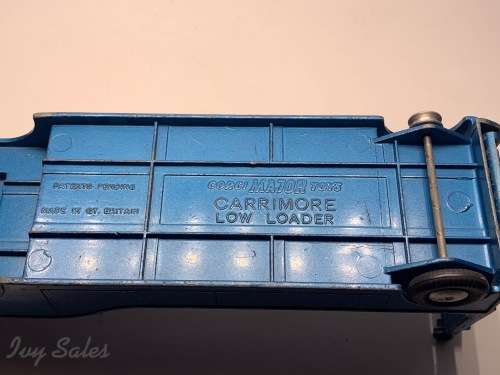 PATENTS PENDING
MADE IN GT. BRITAIN
CORGI MAJOR TOYS
CARRIMORE
LOW LOADER
Ivy Sales